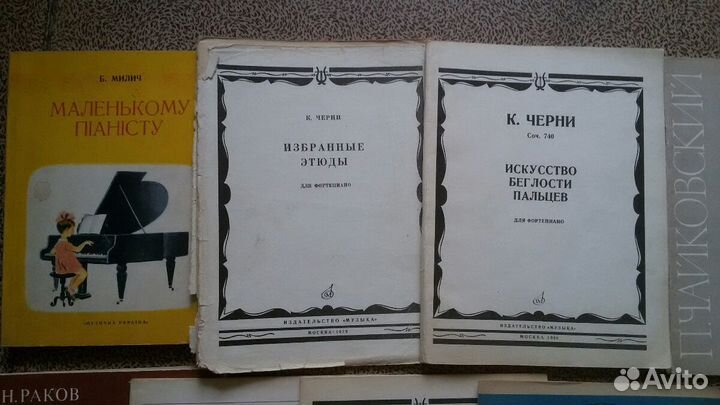 Б. МИЛИЧ
МАЛЕНЬКОМУ
ПІАНІСТУ
«МУЗИЧНА УКРАЇНА»
К. ЧЕРНИ
ИЗБРАННЫЕ
ЭТЮДЫ
ДЛЯ ФОРТЕПИАНО
ИЗДАТЕЛЬСТВО «МУЗЫКА»
К. ЧЕРНИ
Соч. 740
ИСКУССТВО
БЕГЛОСТИ
ПАЛЬЦЕВ
ДЛЯ ФОРТЕПИАНО
ИЗДАТЕЛЬСТВО «МУЗЫКА»
МОСКВА
П. ЧАЙКОВСКИЙ
Н. РАКОВ
Avito